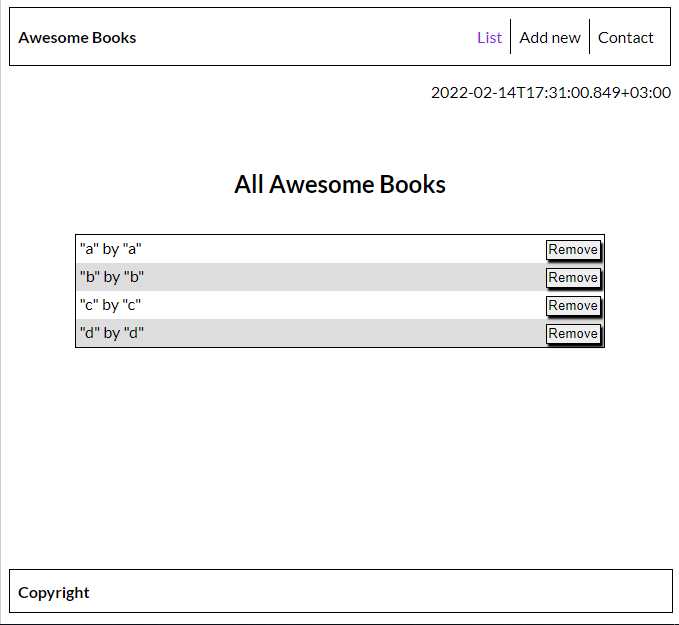 Awesome Books List Add new Contact
2022-02-14T17:31:00.849+03:00
All Awesome Books
"a" by "a" Remove
"b" by "b" Remove
"c" by "c" Remove
"d" by "d" Remove
Copyright